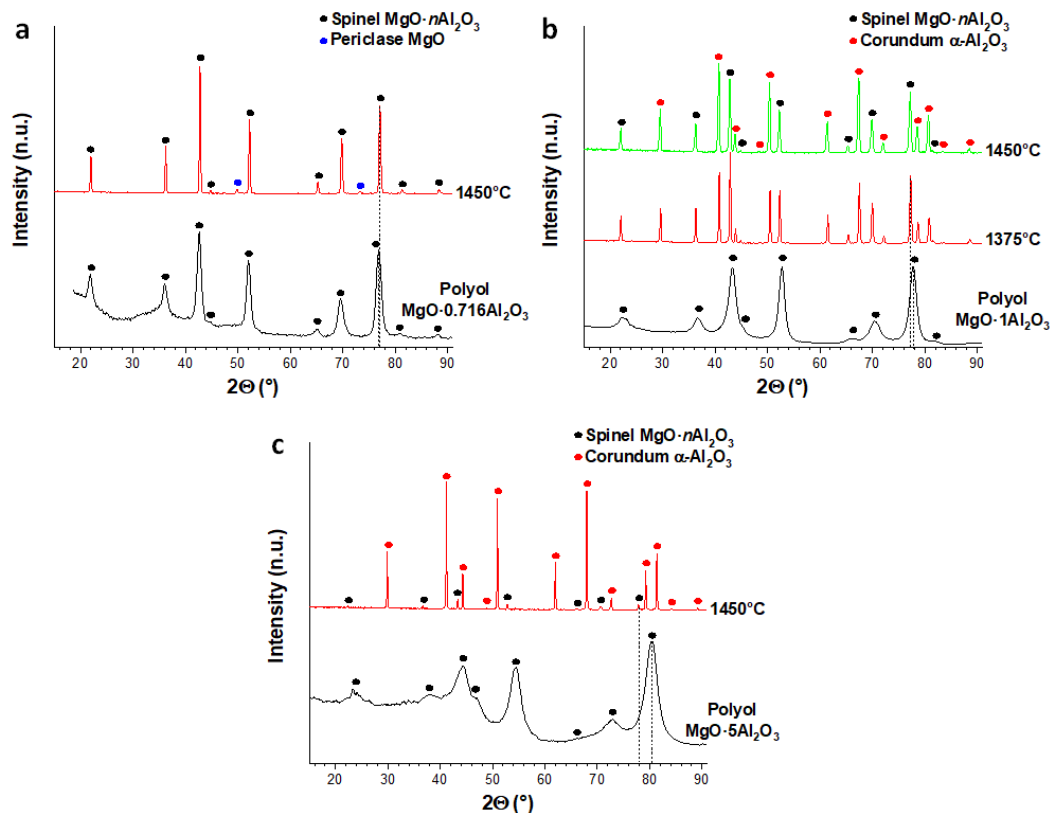 a
Spinel MgO·nAl₂O₃
Periclase MgO
Intensity (n.u.)
1450°C
Polyol
MgO·0.716Al₂O₃
20 30 40 50 60 70 80 90
2Θ (°)
b
Spinel MgO·nAl₂O₃
Corundum α-Al₂O₃
Intensity (n.u.)
1450°C
1375°C
Polyol
MgO·1Al₂O₃
20 30 40 50 60 70 80 90
2Θ (°)
c
Spinel MgO·nAl₂O₃
Corundum α-Al₂O₃
Intensity (n.u.)
1450°C
Polyol
MgO·5Al₂O₃
20 30 40 50 60 70 80 90
2Θ (°)